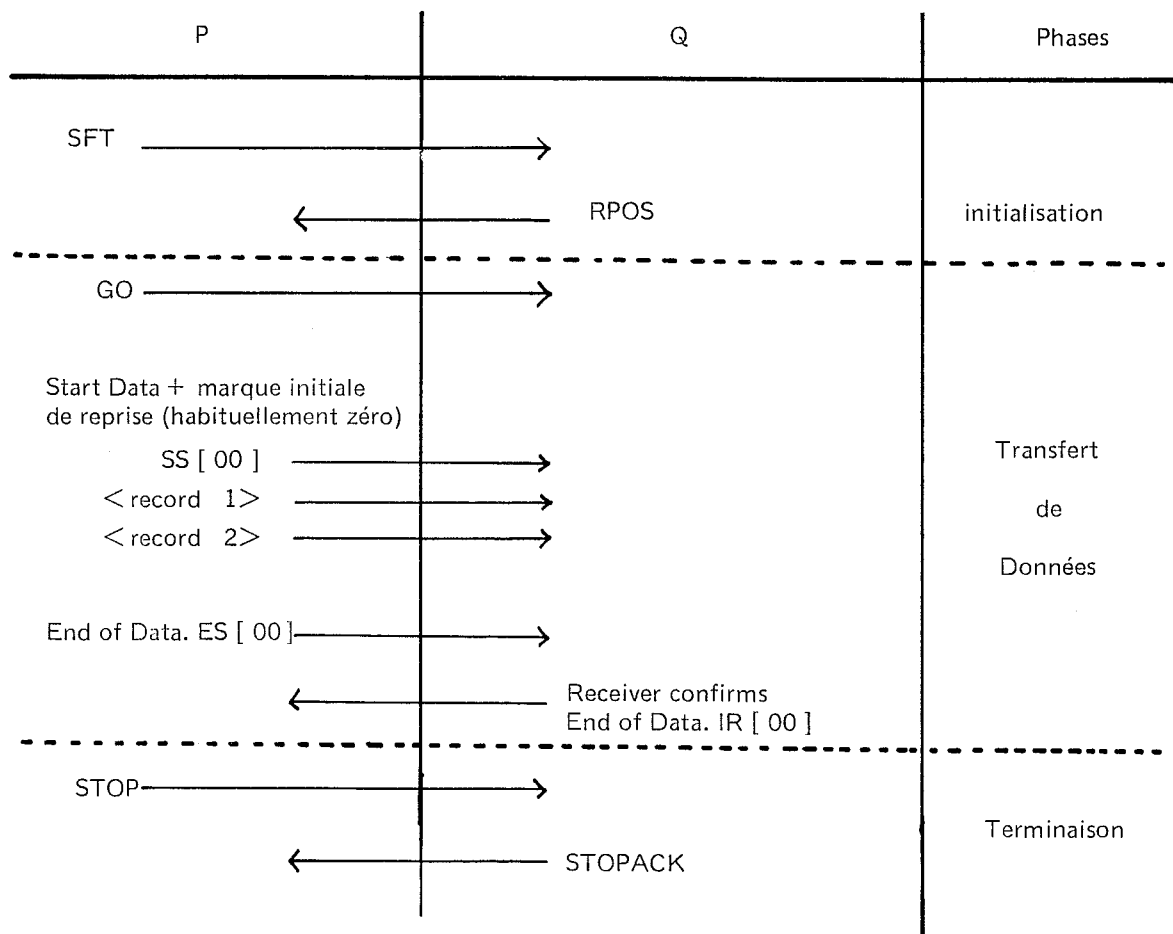 P
Q
Phases
SFT
RPOS
initialisation
GO
Start Data + marque initiale
de reprise (habituellement zéro)
SS [ 00 ]
< record 1>
< record 2>
Transfert
de
Données
End of Data. ES [ 00 ]
Receiver confirms
End of Data. IR [ 00 ]
STOP
Terminaison
STOPACK